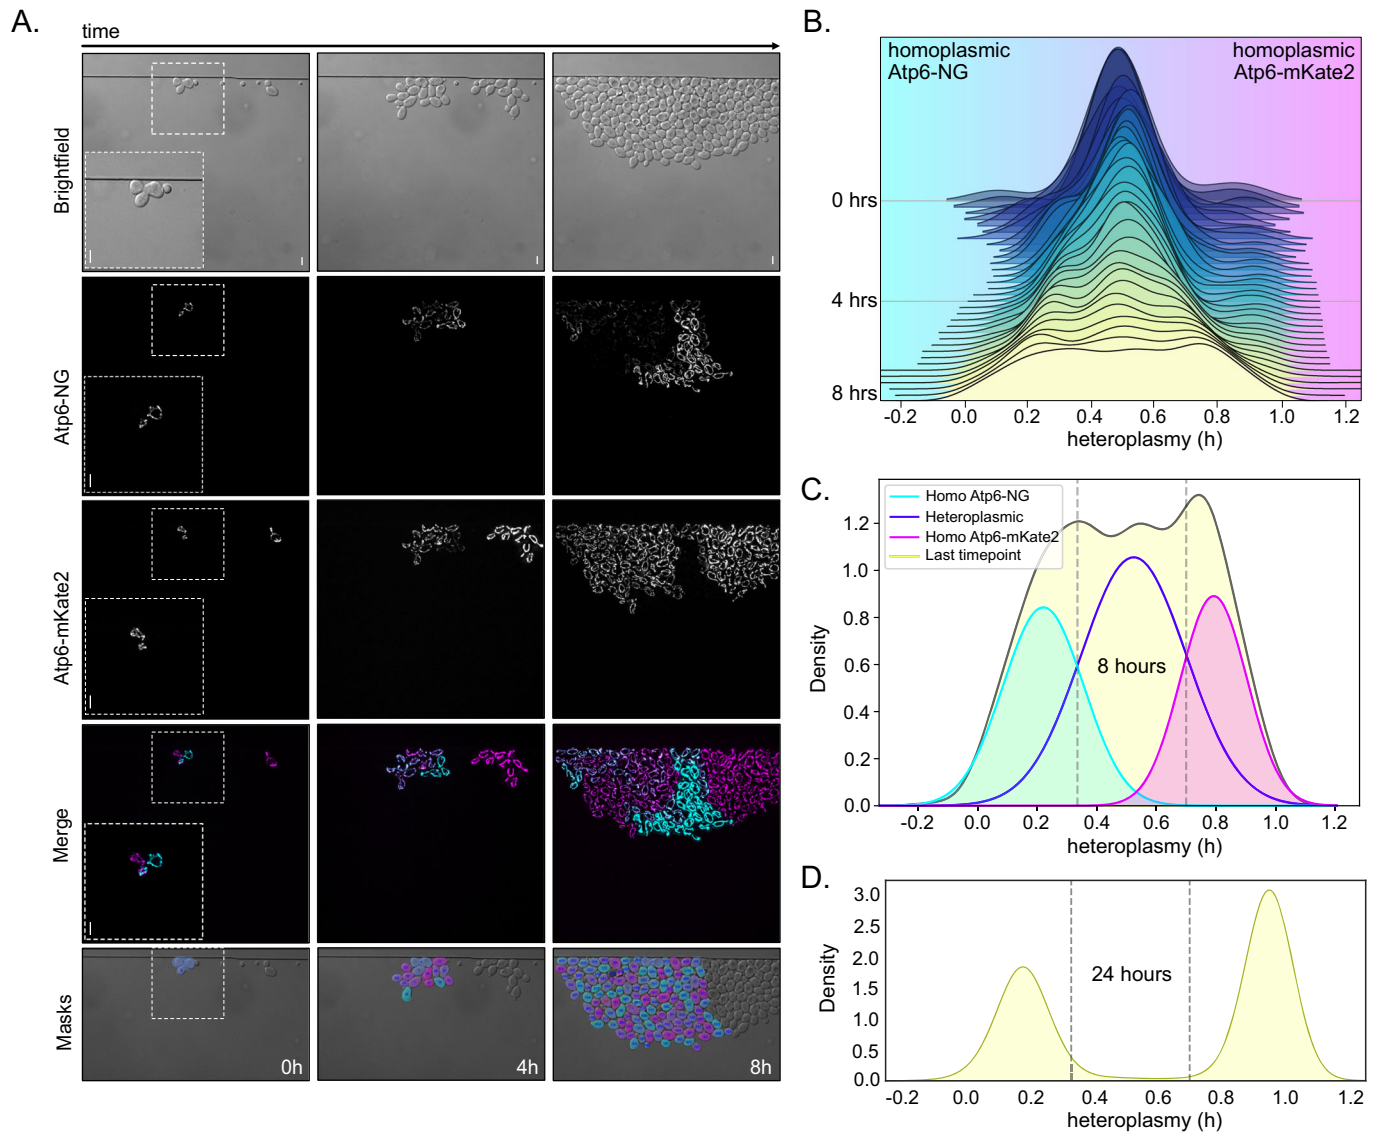 A.
time
Brightfield
Atp6-NG
Atp6-mKate2
Merge
Masks
0h
4h
8h
B.
homoplasmic
Atp6-NG
homoplasmic
Atp6-mKate2
0 hrs
4 hrs
8 hrs
-0.2 0.0 0.2 0.4 0.6 0.8 1.0 1.2
heteroplasmy (h)
C.
Homo Atp6-NG
Heteroplasmic
Homo Atp6-mKate2
Last timepoint
8 hours
Density
1.2
1.0
0.8
0.6
0.4
0.2
0.0
-0.2 0.0 0.2 0.4 0.6 0.8 1.0 1.2
heteroplasmy (h)
D.
24 hours
Density
3.0
2.5
2.0
1.5
1.0
0.5
0.0
-0.2 0.0 0.2 0.4 0.6 0.8 1.0 1.2
heteroplasmy (h)